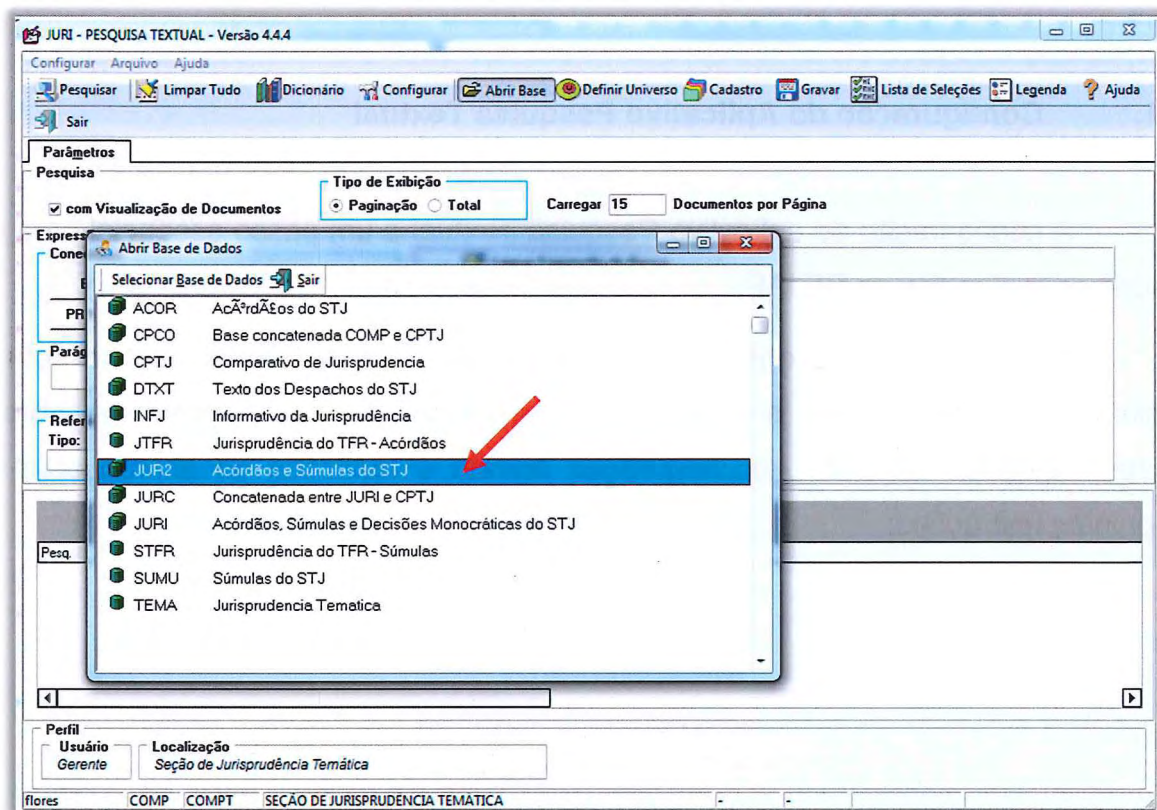 JURI - PESQUISA TEXTUAL - Versão 4.4.4
Configurar Arquivo Ajuda
Pesquisar Limpar Tudo Dicionário Configurar Abrir Base Definir Universo Cadastro Gravar Lista de Seleções Legenda Ajuda
Sair
Parâmetros
Pesquisa
Tipo de Exibição
com Visualização de Documentos Paginação Total Carregar 15 Documentos por Página
Abrir Base de Dados
Selecionar Base de Dados Sair
ACOR AcÃ³rdÃ£os do STJ
CPCO Base concatenada COMP e CPTJ
PR
CPTJ Comparativo de Jurisprudencia
DTXT Texto dos Despachos do STJ
INFJ Informativo da Jurisprudência
Tipo: JTFR Jurisprudência do TFR - Acórdãos
JUR2 Acórdãos e Súmulas do STJ
JURC Concatenada entre JURI e CPTJ
JURI Acórdãos, Súmulas e Decisões Monocráticas do STJ
Pesq. STFR Jurisprudência do TFR - Súmulas
SUMU Súmulas do STJ
TEMA Jurisprudencia Tematica
Perfil
Usuário Localização
Gerente Seção de Jurisprudência Temática
flores COMP COMPT SEÇÃO DE JURISPRUDENCIA TEMATICA - -